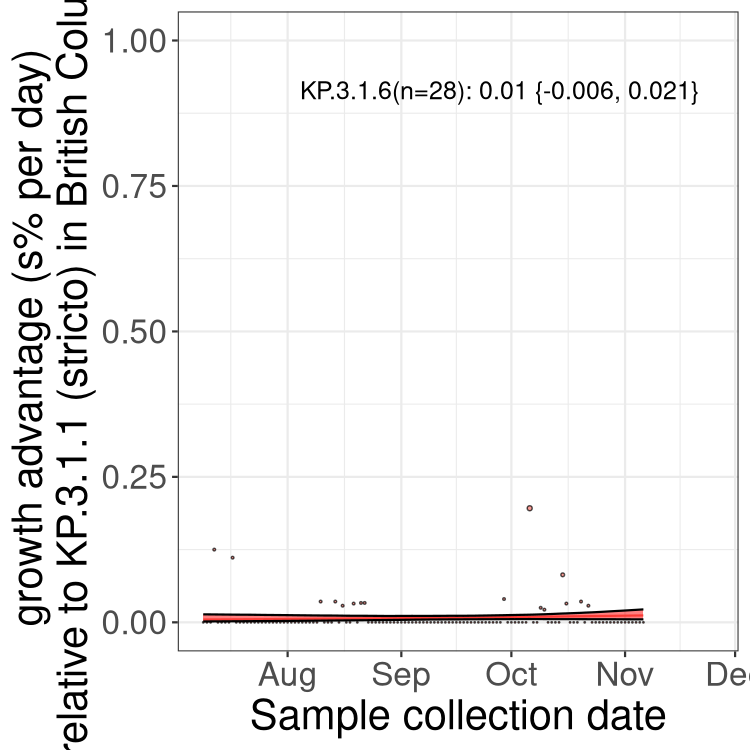 growth advantage (s% per day)
relative to KP.3.1.1 (stricto) in British Colu
1.00
0.75
0.50
0.25
0.00
KP.3.1.6(n=28): 0.01 {-0.006, 0.021}
Aug Sep Oct Nov Dec
Sample collection date